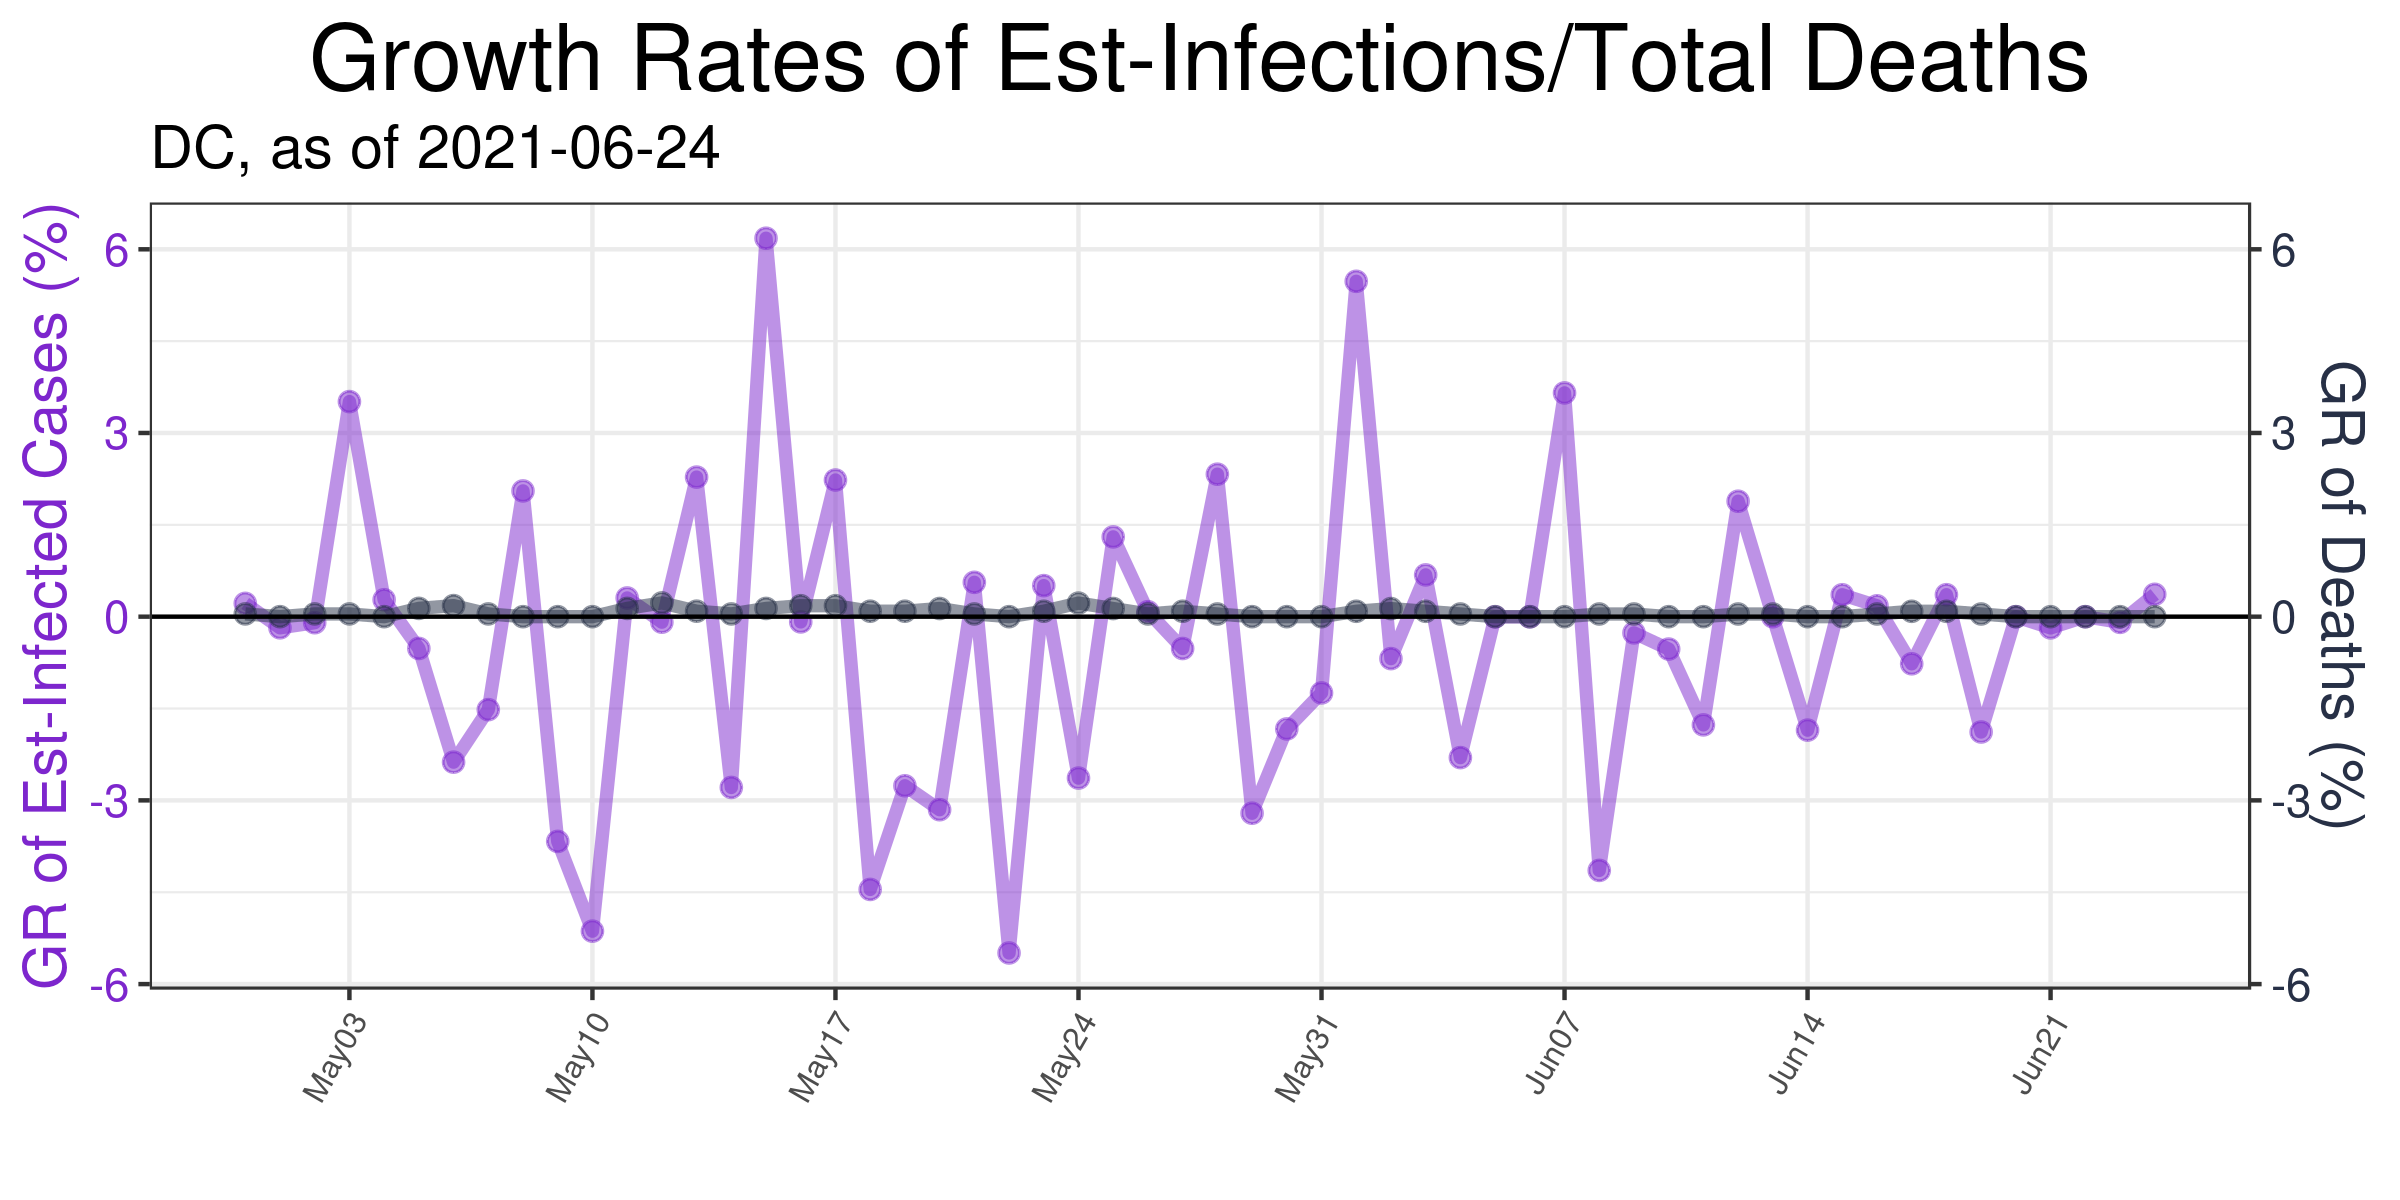 Growth Rates of Est-Infections/Total Deaths
DC, as of 2021-06-24
GR of Est-Infected Cases (%)
6
3
0
-3
-6
6
3
0
-3
-6
GR of Deaths (%)
May03
May10
May17
May24
May31
Jun07
Jun14
Jun21